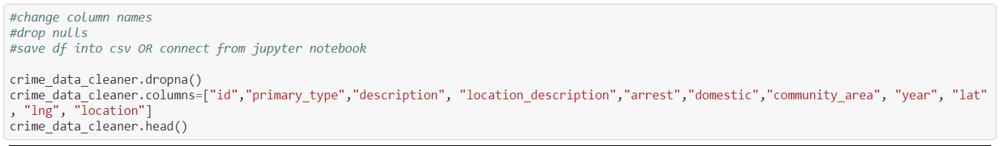 #change column names
#drop nulls
#save df into csv OR connect from jupyter notebook
crime_data_cleaner.dropna()
crime_data_cleaner.columns=["id","primary_type","description", "location_description","arrest","domestic","community_area", "year", "lat"
, "lng", "location"]
crime_data_cleaner.head()